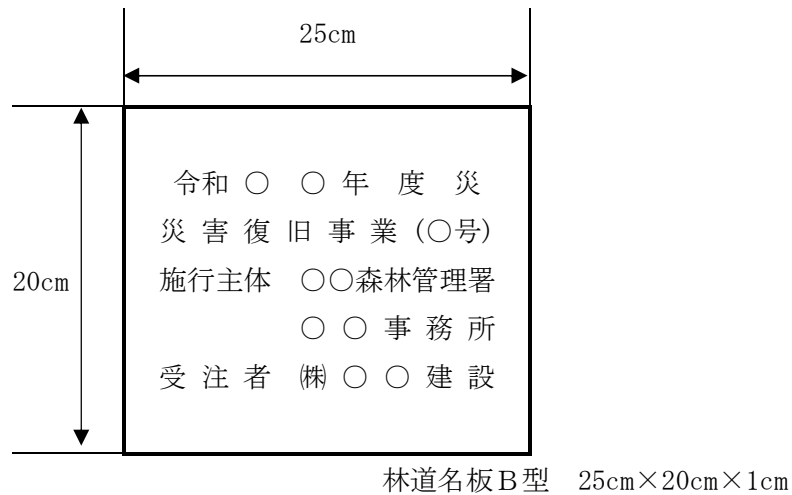 25cm
令和 ○ ○ 年 度 災
災 害 復 旧 事 業 (○号)
20cm
施行主体 ○○森林管理署
○ ○ 事 務 所
受 注 者 ㈱ ○ ○ 建 設
林道名板Ｂ型 25cm×20cm×1cm